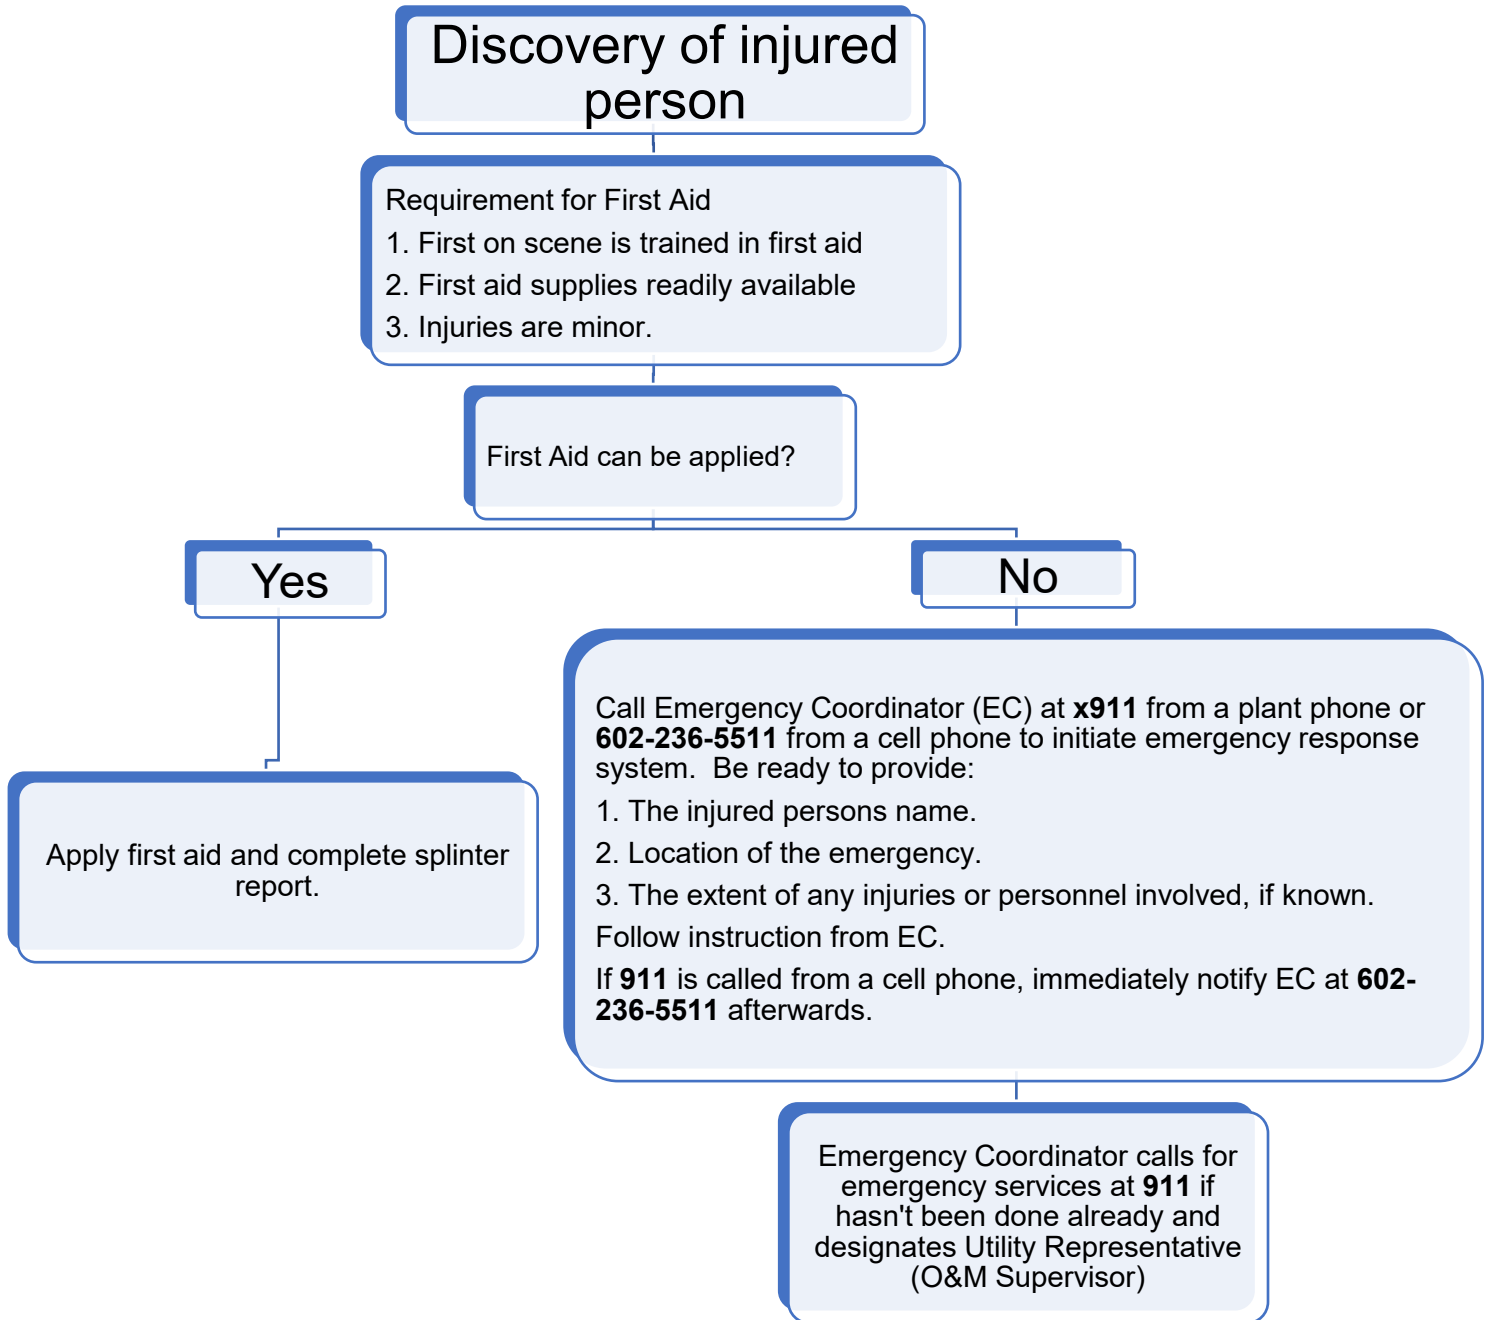 Discovery of injured
person
Requirement for First Aid
1. First on scene is trained in first aid
2. First aid supplies readily available
3. Injuries are minor.
First Aid can be applied?
Yes
No
Apply first aid and complete splinter
report.
Call Emergency Coordinator (EC) at x911 from a plant phone or
602-236-5511 from a cell phone to initiate emergency response
system.  Be ready to provide:
1. The injured persons name.
2. Location of the emergency.
3. The extent of any injuries or personnel involved, if known.
Follow instruction from EC.
If 911 is called from a cell phone, immediately notify EC at 602-
236-5511 afterwards.
Emergency Coordinator calls for
emergency services at 911 if
hasn't been done already and
designates Utility Representative
(O&M Supervisor)